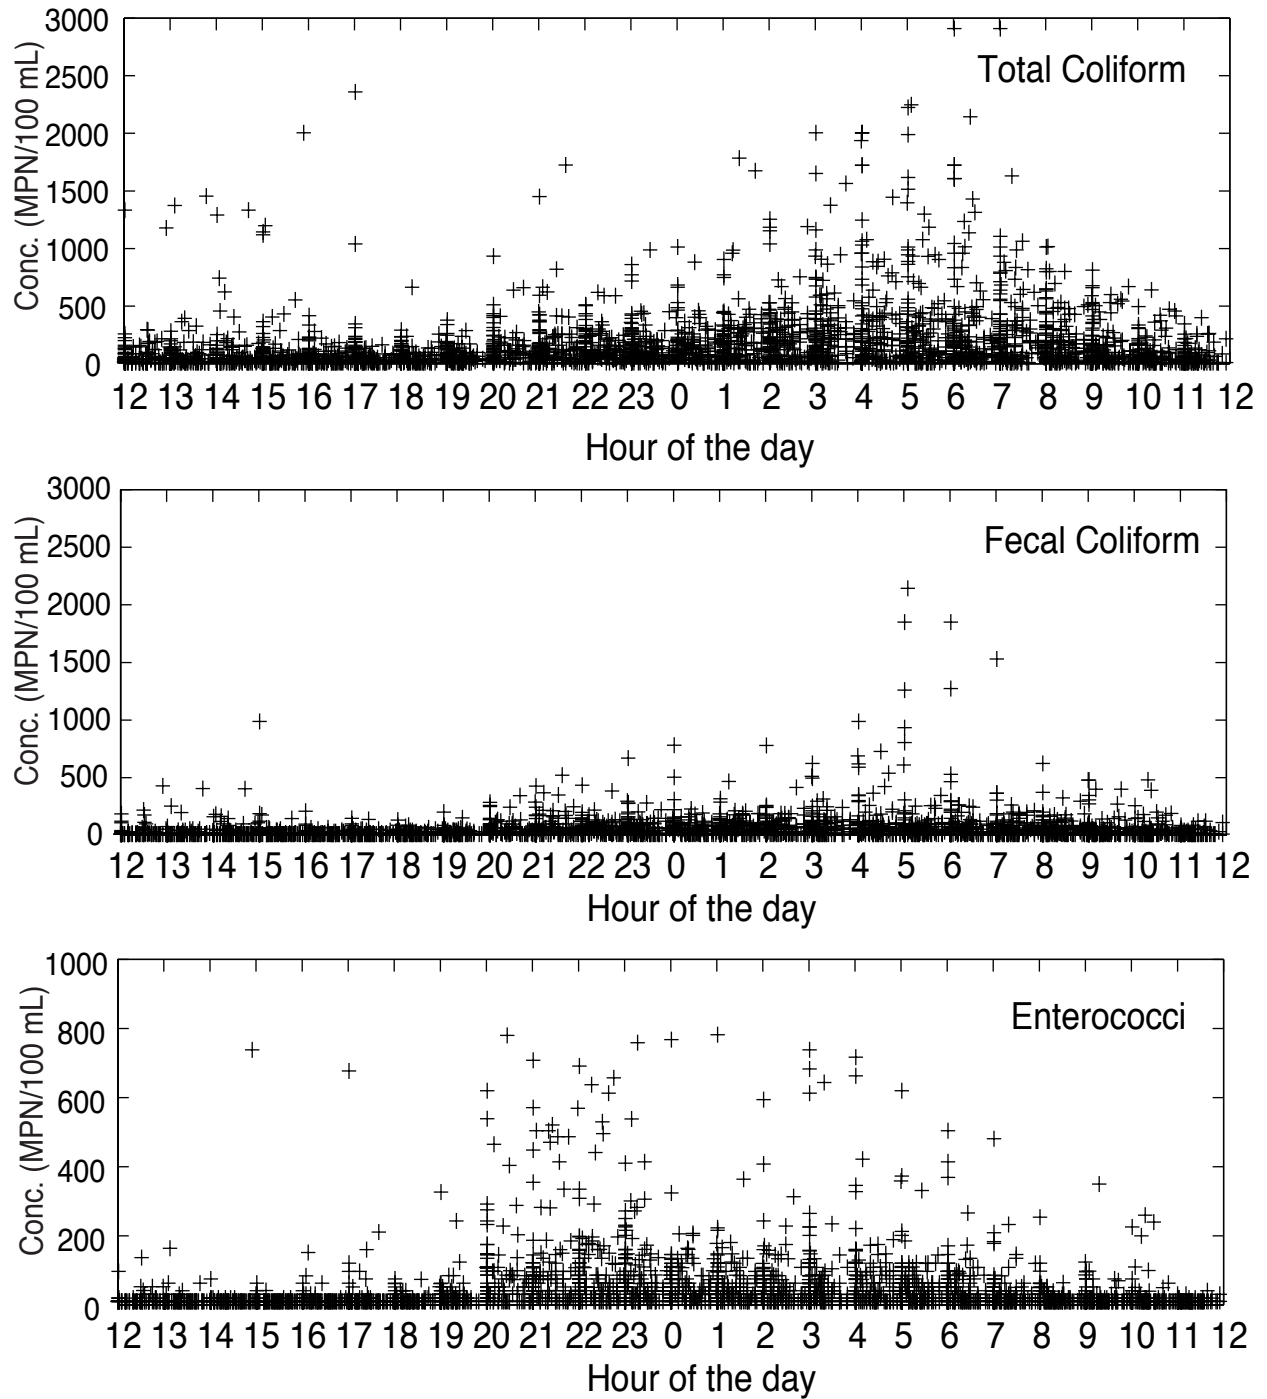 3000
2500
2000
1500
1000
500
0
Conc. (MPN/100 mL)
Total Coliform
12 13 14 15 16 17 18 19 20 21 22 23 0 1 2 3 4 5 6 7 8 9 10 11 12
Hour of the day
3000
2500
2000
1500
1000
500
0
Conc. (MPN/100 mL)
Fecal Coliform
12 13 14 15 16 17 18 19 20 21 22 23 0 1 2 3 4 5 6 7 8 9 10 11 12
Hour of the day
1000
800
600
400
200
0
Conc. (MPN/100 mL)
Enterococci
12 13 14 15 16 17 18 19 20 21 22 23 0 1 2 3 4 5 6 7 8 9 10 11 12
Hour of the day